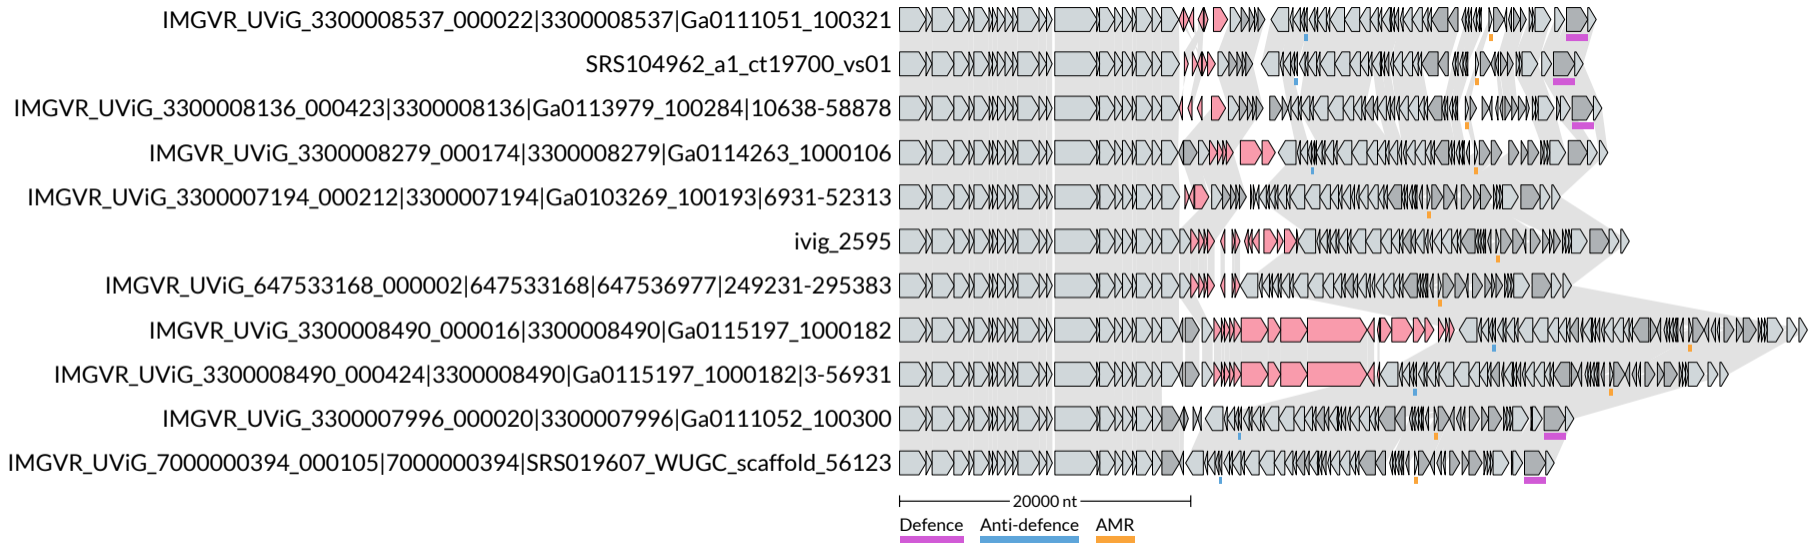 IMGVR_UViG_3300008537_000022|3300008537|Ga0111051_100321
SRS104962_a1_ct19700_vs01
IMGVR_UViG_3300008136_000423|3300008136|Ga0113979_100284|10638-58878
IMGVR_UViG_3300008279_000174|3300008279|Ga0114263_1000106
IMGVR_UViG_3300007194_000212|3300007194|Ga0103269_100193|6931-52313
ivig_2595
IMGVR_UViG_647533168_000002|647533168|647536977|249231-295383
IMGVR_UViG_3300008490_000016|3300008490|Ga0115197_1000182
IMGVR_UViG_3300008490_000424|3300008490|Ga0115197_1000182|3-56931
IMGVR_UViG_3300007996_000020|3300007996|Ga0111052_100300
IMGVR_UViG_7000000394_000105|7000000394|SRS019607_WUGC_scaffold_56123
20000 nt
Defence Anti-defence AMR